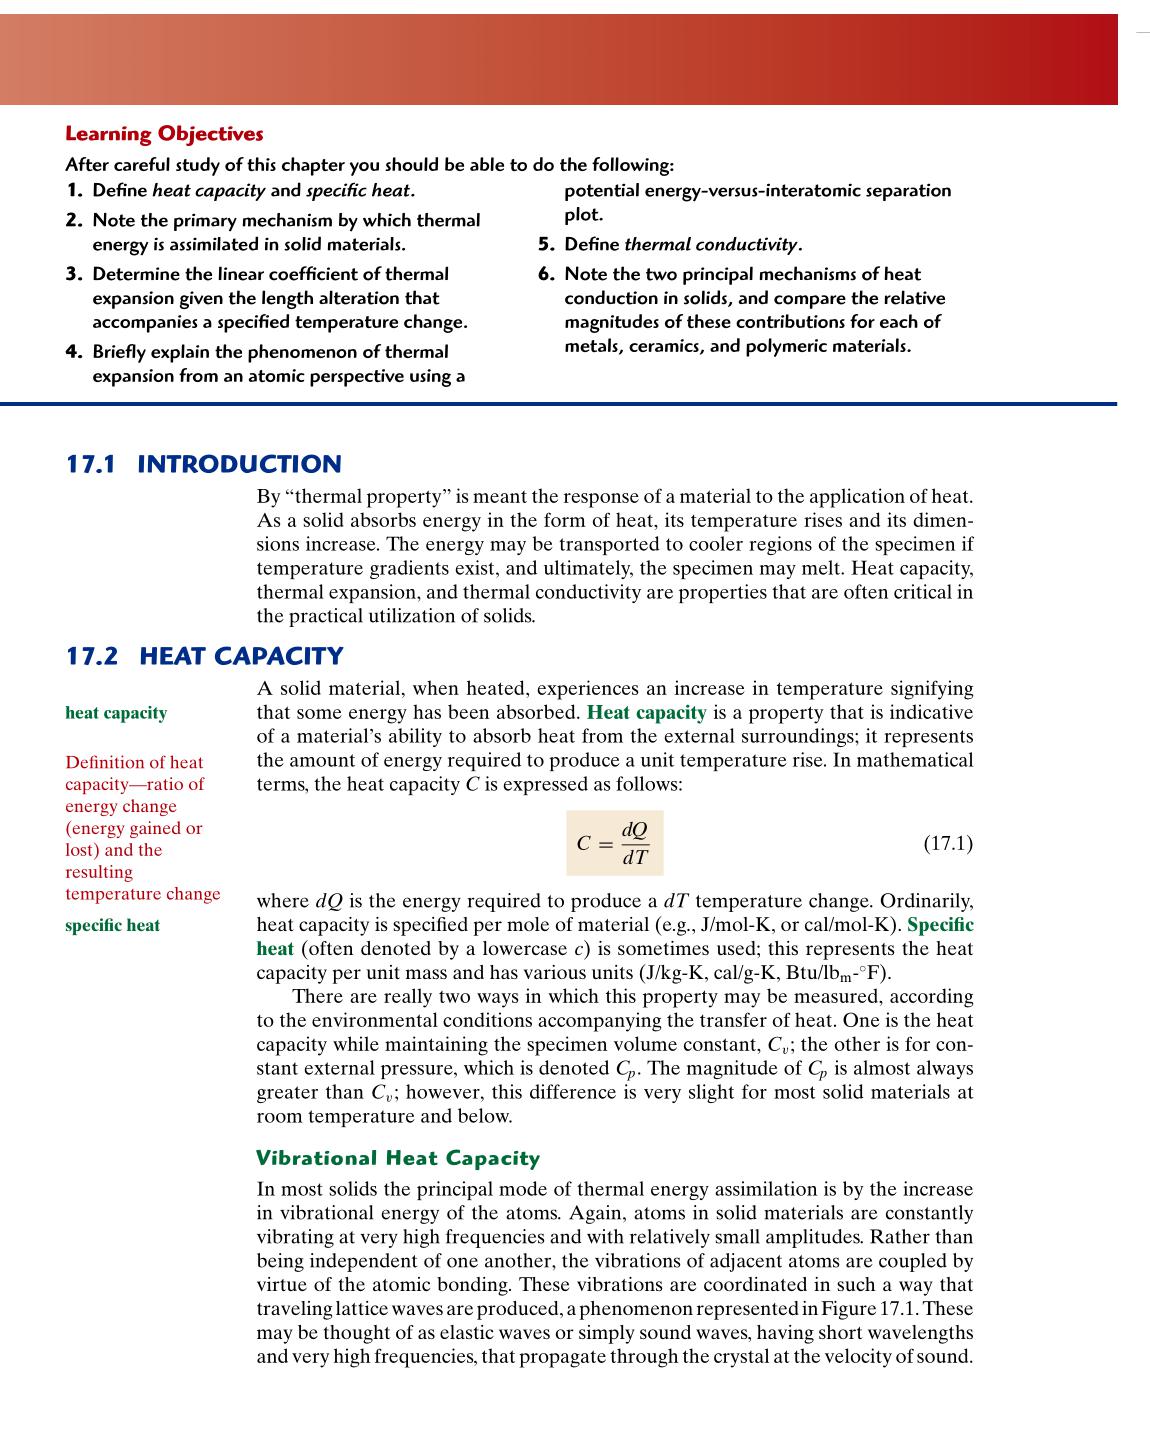 Learning Objectives
After careful study of this chapter you should be able to do the following:
1. Define heat capacity and specific heat.
2. Note the primary mechanism by which thermal
energy is assimilated in solid materials.
3. Determine the linear coefficient of thermal
expansion given the length alteration that
accompanies a specified temperature change.
4. Briefly explain the phenomenon of thermal
expansion from an atomic perspective using a
potential energy-versus-interatomic separation
plot.
5. Define thermal conductivity.
6. Note the two principal mechanisms of heat
conduction in solids, and compare the relative
magnitudes of these contributions for each of
metals, ceramics, and polymeric materials.
17.1 INTRODUCTION
By “thermal property” is meant the response of a material to the application of heat.
As a solid absorbs energy in the form of heat, its temperature rises and its dimen-
sions increase. The energy may be transported to cooler regions of the specimen if
temperature gradients exist, and ultimately, the specimen may melt. Heat capacity,
thermal expansion, and thermal conductivity are properties that are often critical in
the practical utilization of solids.
17.2 HEAT CAPACITY
A solid material, when heated, experiences an increase in temperature signifying
that some energy has been absorbed. Heat capacity is a property that is indicative
of a material’s ability to absorb heat from the external surroundings; it represents
the amount of energy required to produce a unit temperature rise. In mathematical
terms, the heat capacity C is expressed as follows:
heat capacity
Definition of heat
capacity—ratio of
energy change
(energy gained or
lost) and the
resulting
temperature change
C = dQ/dT (17.1)
specific heat
where dQ is the energy required to produce a dT temperature change. Ordinarily,
heat capacity is specified per mole of material (e.g., J/mol-K, or cal/mol-K). Specific
heat (often denoted by a lowercase c) is sometimes used; this represents the heat
capacity per unit mass and has various units (J/kg-K, cal/g-K, Btu/lbm-°F).
There are really two ways in which this property may be measured, according
to the environmental conditions accompanying the transfer of heat. One is the heat
capacity while maintaining the specimen volume constant, Cv; the other is for con-
stant external pressure, which is denoted Cp. The magnitude of Cp is almost always
greater than Cv; however, this difference is very slight for most solid materials at
room temperature and below.
Vibrational Heat Capacity
In most solids the principal mode of thermal energy assimilation is by the increase
in vibrational energy of the atoms. Again, atoms in solid materials are constantly
vibrating at very high frequencies and with relatively small amplitudes. Rather than
being independent of one another, the vibrations of adjacent atoms are coupled by
virtue of the atomic bonding. These vibrations are coordinated in such a way that
traveling lattice waves are produced, a phenomenon represented in Figure 17.1. These
may be thought of as elastic waves or simply sound waves, having short wavelengths
and very high frequencies, that propagate through the crystal at the velocity of sound.